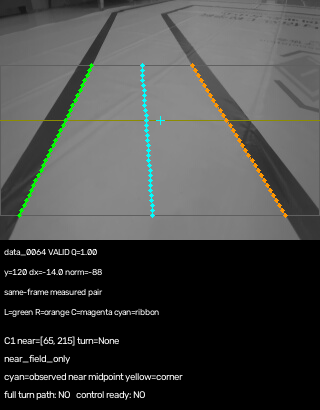 data_0064 VALID Q=1.00
y=120 dx=-14.0 norm=-88
same-frame measured pair
L=green R=orange C=magenta cyan=ribbon
C1 near=[65, 215] turn=None
near_field_only
cyan=observed near midpoint yellow=corner
full turn path: NO control ready: NO